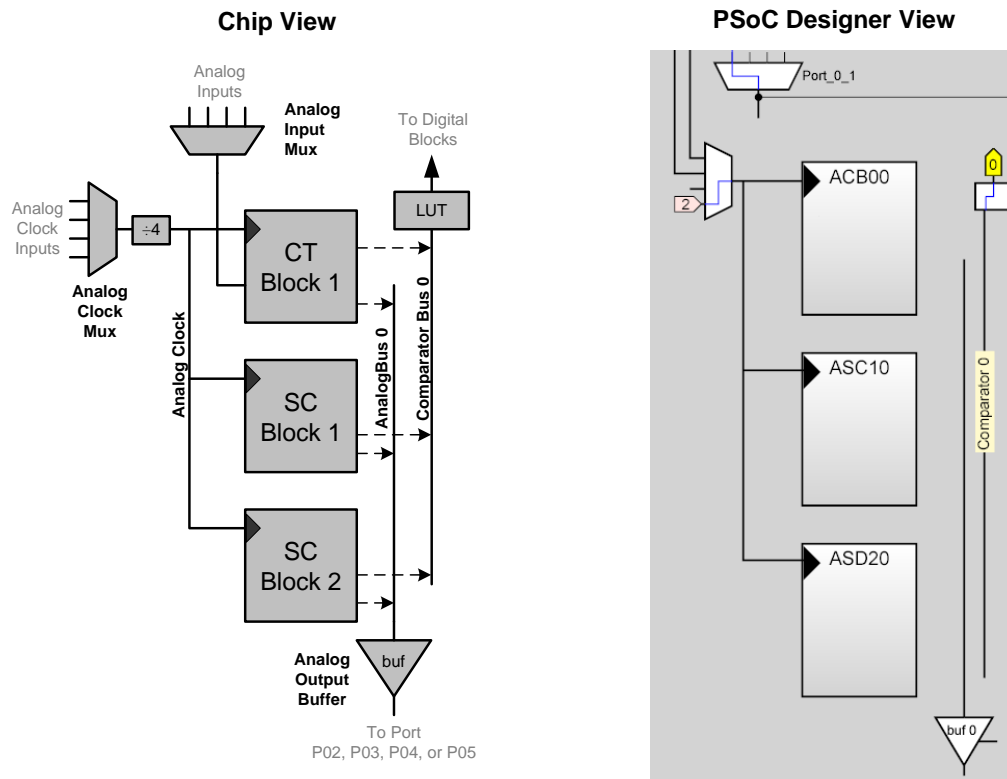 Chip View
PSoC Designer View
Analog
Inputs
Analog
Input
Mux
To Digital
Blocks
LUT
Analog
Clock
Inputs
÷4
Analog
Clock
Mux
Analog Clock
CT
Block 1
SC
Block 1
SC
Block 2
AnalogBus 0
Comparator Bus 0
Analog
Output
Buffer
buf
To Port
P02, P03, P04, or P05
Port_0_1
2
ACB00
0
ASC10
Comparator 0
ASD20
buf 0